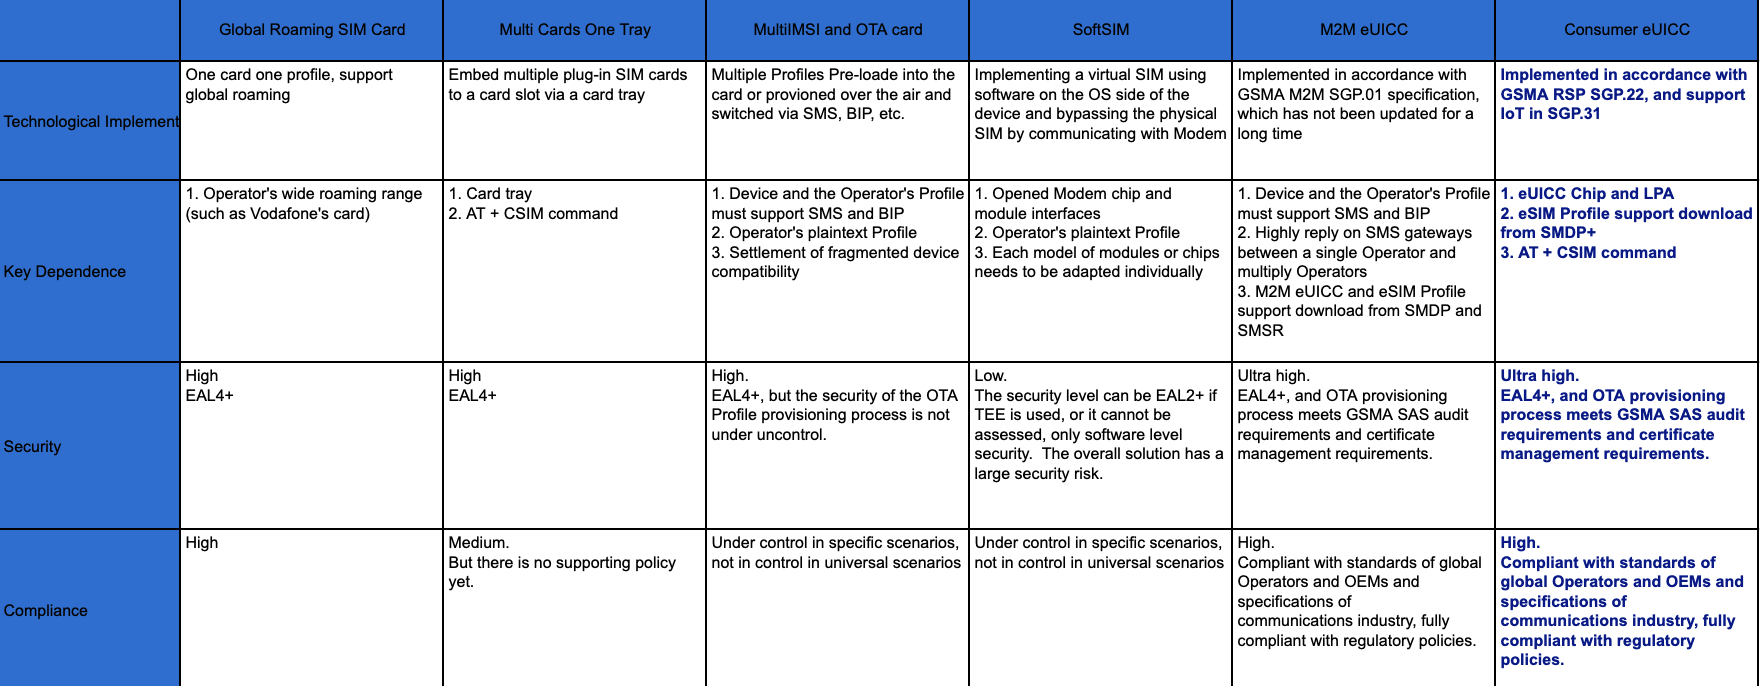 Global Roaming SIM Card
Multi Cards One Tray
MultiIMSI and OTA card
SoftSIM
M2M eUICC
Consumer eUICC
Technological Implement
One card one profile, support
global roaming
Embed multiple plug-in SIM cards
to a card slot via a card tray
Multiple Profiles Pre-loade into the
card or provioned over the air and
switched via SMS, BIP, etc.
Implementing a virtual SIM using
software on the OS side of the
device and bypassing the physical
SIM by communicating with Modem
Implemented in accordance with
GSMA M2M SGP.01 specification,
which has not been updated for a
long time
Implemented in accordance with
GSMA RSP SGP.22, and support
IoT in SGP.31
Key Dependence
1. Operator's wide roaming range
(such as Vodafone's card)
1. Card tray
2. AT + CSIM command
1. Device and the Operator's Profile
must support SMS and BIP
2. Operator's plaintext Profile
3. Settlement of fragmented device
compatibility
1. Opened Modem chip and
module interfaces
2. Operator's plaintext Profile
3. Each model of modules or chips
needs to be adapted individually
1. Device and the Operator's Profile
must support SMS and BIP
2. Highly reply on SMS gateways
between a single Operator and
multiply Operators
3. M2M eUICC and eSIM Profile
support download from SMDP and
SMSR
1. eUICC Chip and LPA
2. eSIM Profile support download
from SMDP+
3. AT + CSIM command
Security
High
EAL4+
High
EAL4+
High.
EAL4+, but the security of the OTA
Profile provisioning process is not
under uncontrol.
Low.
The security level can be EAL2+ if
TEE is used, or it cannot be
assessed, only software level
security.  The overall solution has a
large security risk.
Ultra high.
EAL4+, and OTA provisioning
process meets GSMA SAS audit
requirements and certificate
management requirements.
Ultra high.
EAL4+, and OTA provisioning
process meets GSMA SAS audit
requirements and certificate
management requirements.
Compliance
High
Medium.
But there is no supporting policy
yet.
Under control in specific scenarios,
not in control in universal scenarios
Under control in specific scenarios,
not in control in universal scenarios
High.
Compliant with standards of global
Operators and OEMs and
specifications of
communications industry, fully
compliant with regulatory policies.
High.
Compliant with standards of
global Operators and OEMs and
specifications of
communications industry, fully
compliant with regulatory
policies.